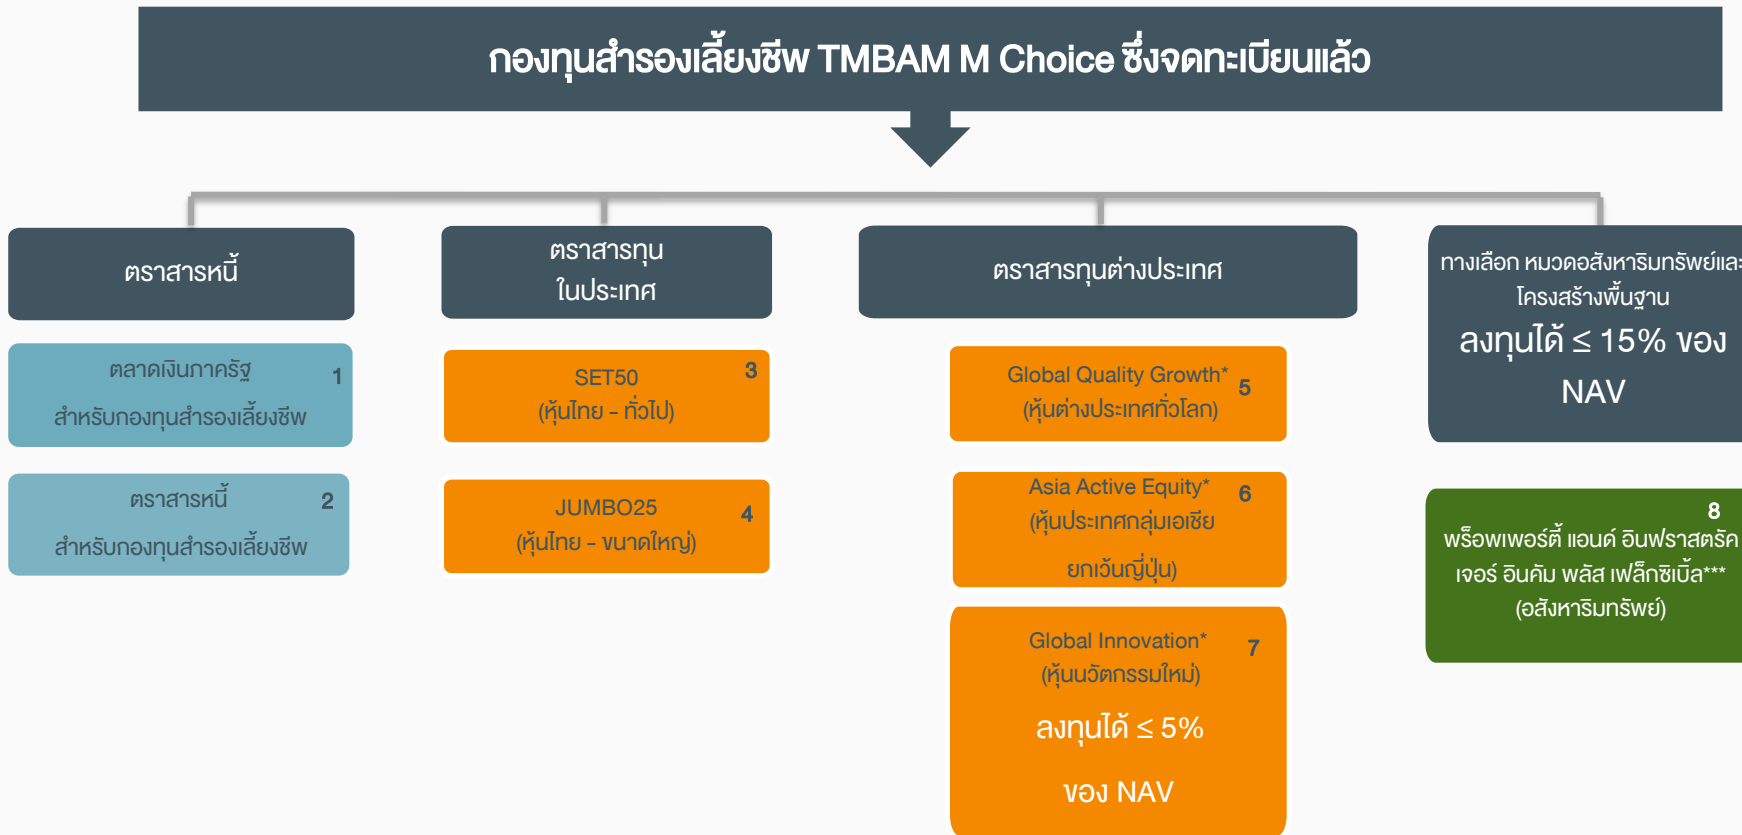 กองทุนสำรองเลี้ยงชีพ TMBAM M Choice ซึ่งจดทะเบียนแล้ว
ตราสารหนี้
ตลาดเงินภาครัฐ 1
สำหรับกองทุนสำรองเลี้ยงชีพ
ตราสารหนี้ 2
สำหรับกองทุนสำรองเลี้ยงชีพ
ตราสารทุน
ในประเทศ
SET50 3
(หุ้นไทย - ทั่วไป)
JUMBO25 4
(หุ้นไทย - ขนาดใหญ่)
ตราสารทุนต่างประเทศ
Global Quality Growth* 5
(หุ้นต่างประเทศทั่วโลก)
Asia Active Equity* 6
(หุ้นประเทศกลุ่มเอเชีย
ยกเว้นญี่ปุ่น)
Global Innovation* 7
(หุ้นนวัตกรรมใหม่)
ลงทุนได้ ≤ 5%
ของ NAV
ทางเลือก หมวดอสังหาริมทรัพย์และ
โครงสร้างพื้นฐาน
ลงทุนได้ ≤ 15% ของ
NAV
8
พร็อพเพอร์ตี้ แอนด์ อินฟราสตรัค
เจอร์ อินคัม พลัส เฟล็กซิเบิ้ล***
(อสังหาริมทรัพย์)